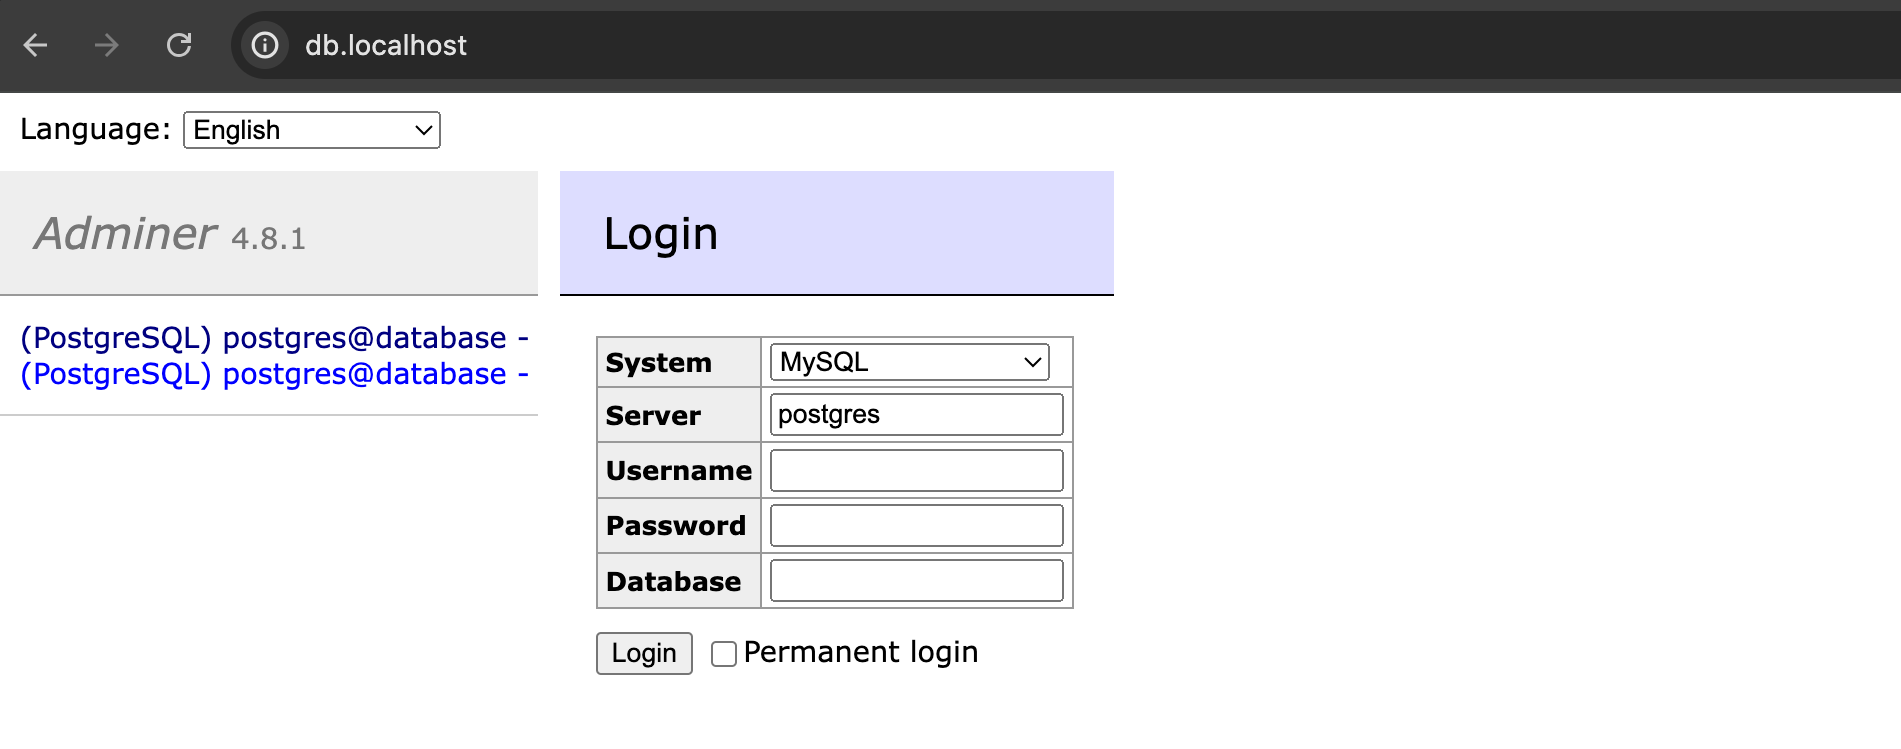 db.localhost
Language: English
Adminer 4.8.1
(PostgreSQL) postgres@database -
(PostgreSQL) postgres@database -
Login
System MySQL
Server postgres
Username
Password
Database
Login Permanent login